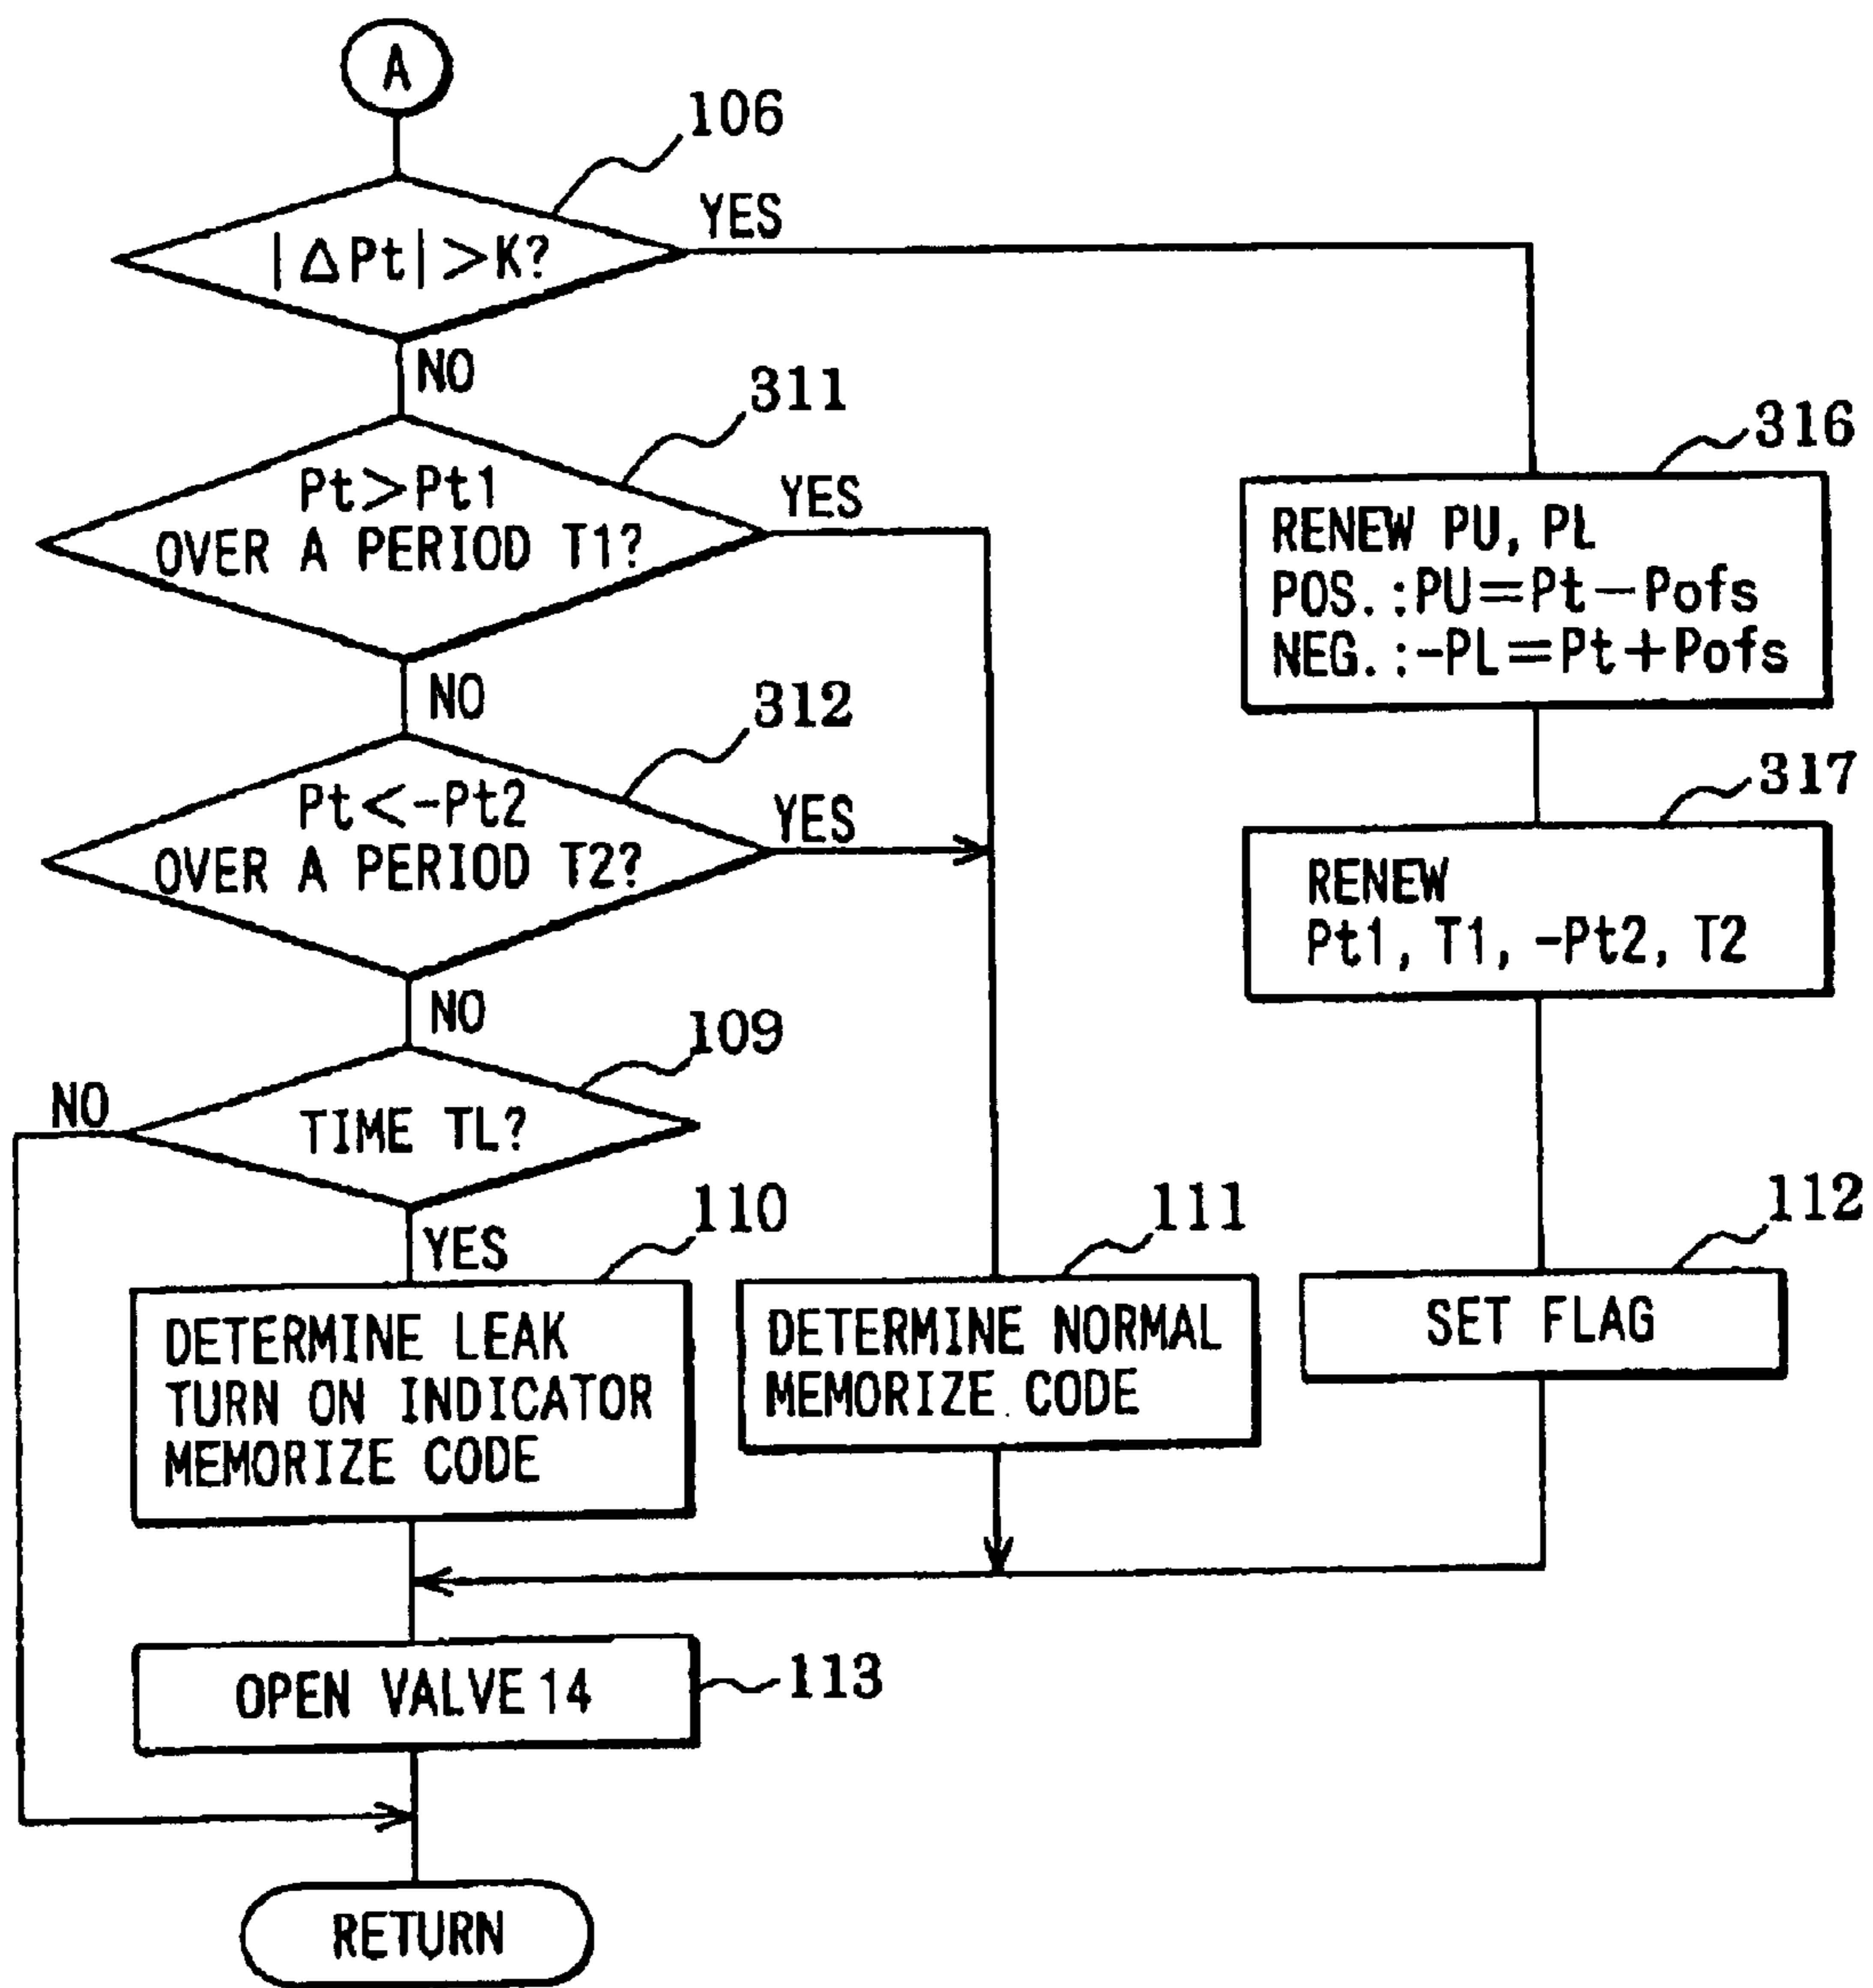 A
106
|△Pt|>K?
YES
NO
311
Pt>Pt1
OVER A PERIOD T1?
YES
NO
316
RENEW PU, PL
POS.:PU=Pt-Pofs
NEG.:-PL=Pt+Pofs
312
Pt<-Pt2
OVER A PERIOD T2?
YES
NO
317
RENEW
Pt1, T1, -Pt2, T2
109
TIME TL?
NO
YES
110
DETERMINE LEAK
TURN ON INDICATOR
MEMORIZE CODE
111
DETERMINE NORMAL
MEMORIZE CODE
112
SET FLAG
OPEN VALVE 14
113
RETURN